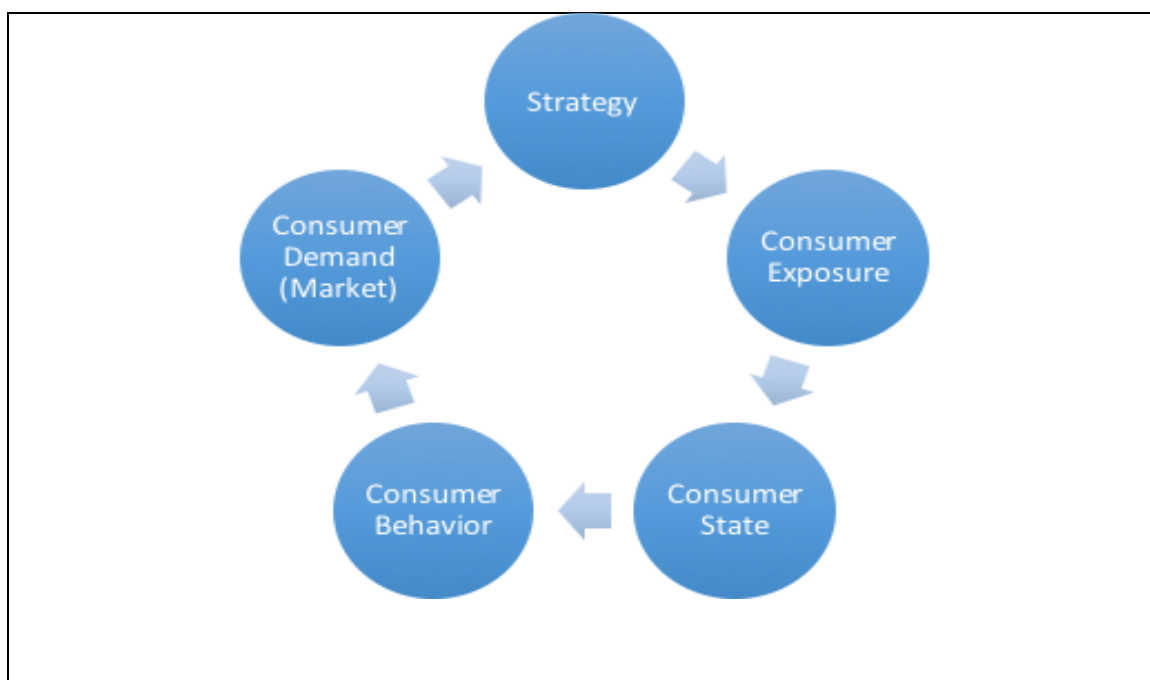 Strategy
Consumer
Exposure
Consumer
State
Consumer
Behavior
Consumer
Demand
(Market)